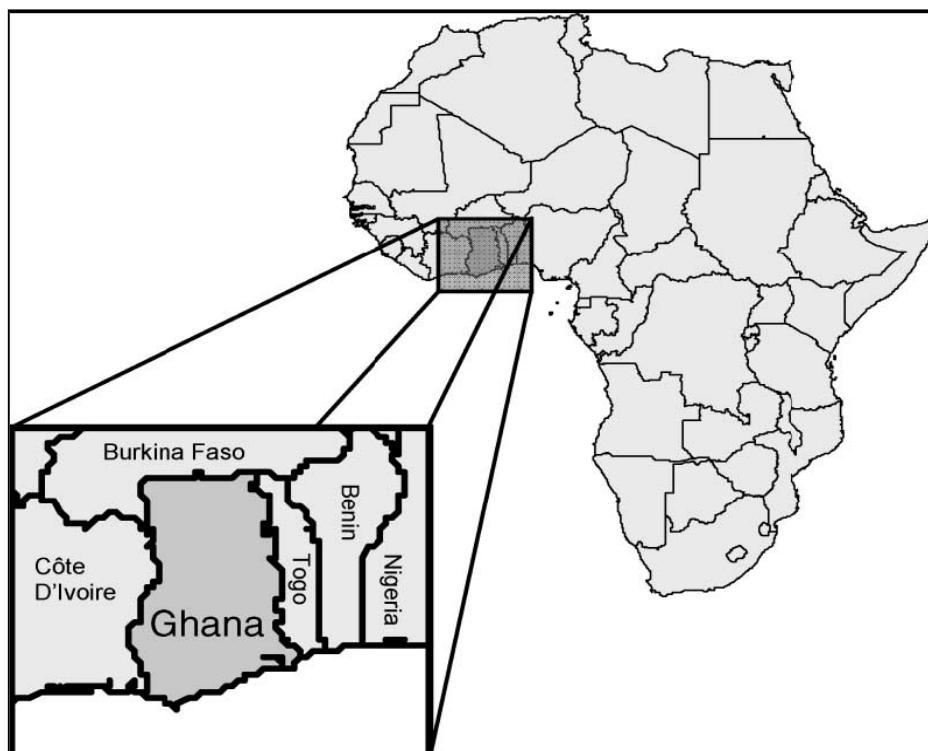 Burkina Faso
Benin
Côte
D'Ivoire
Togo
Nigeria
Ghana